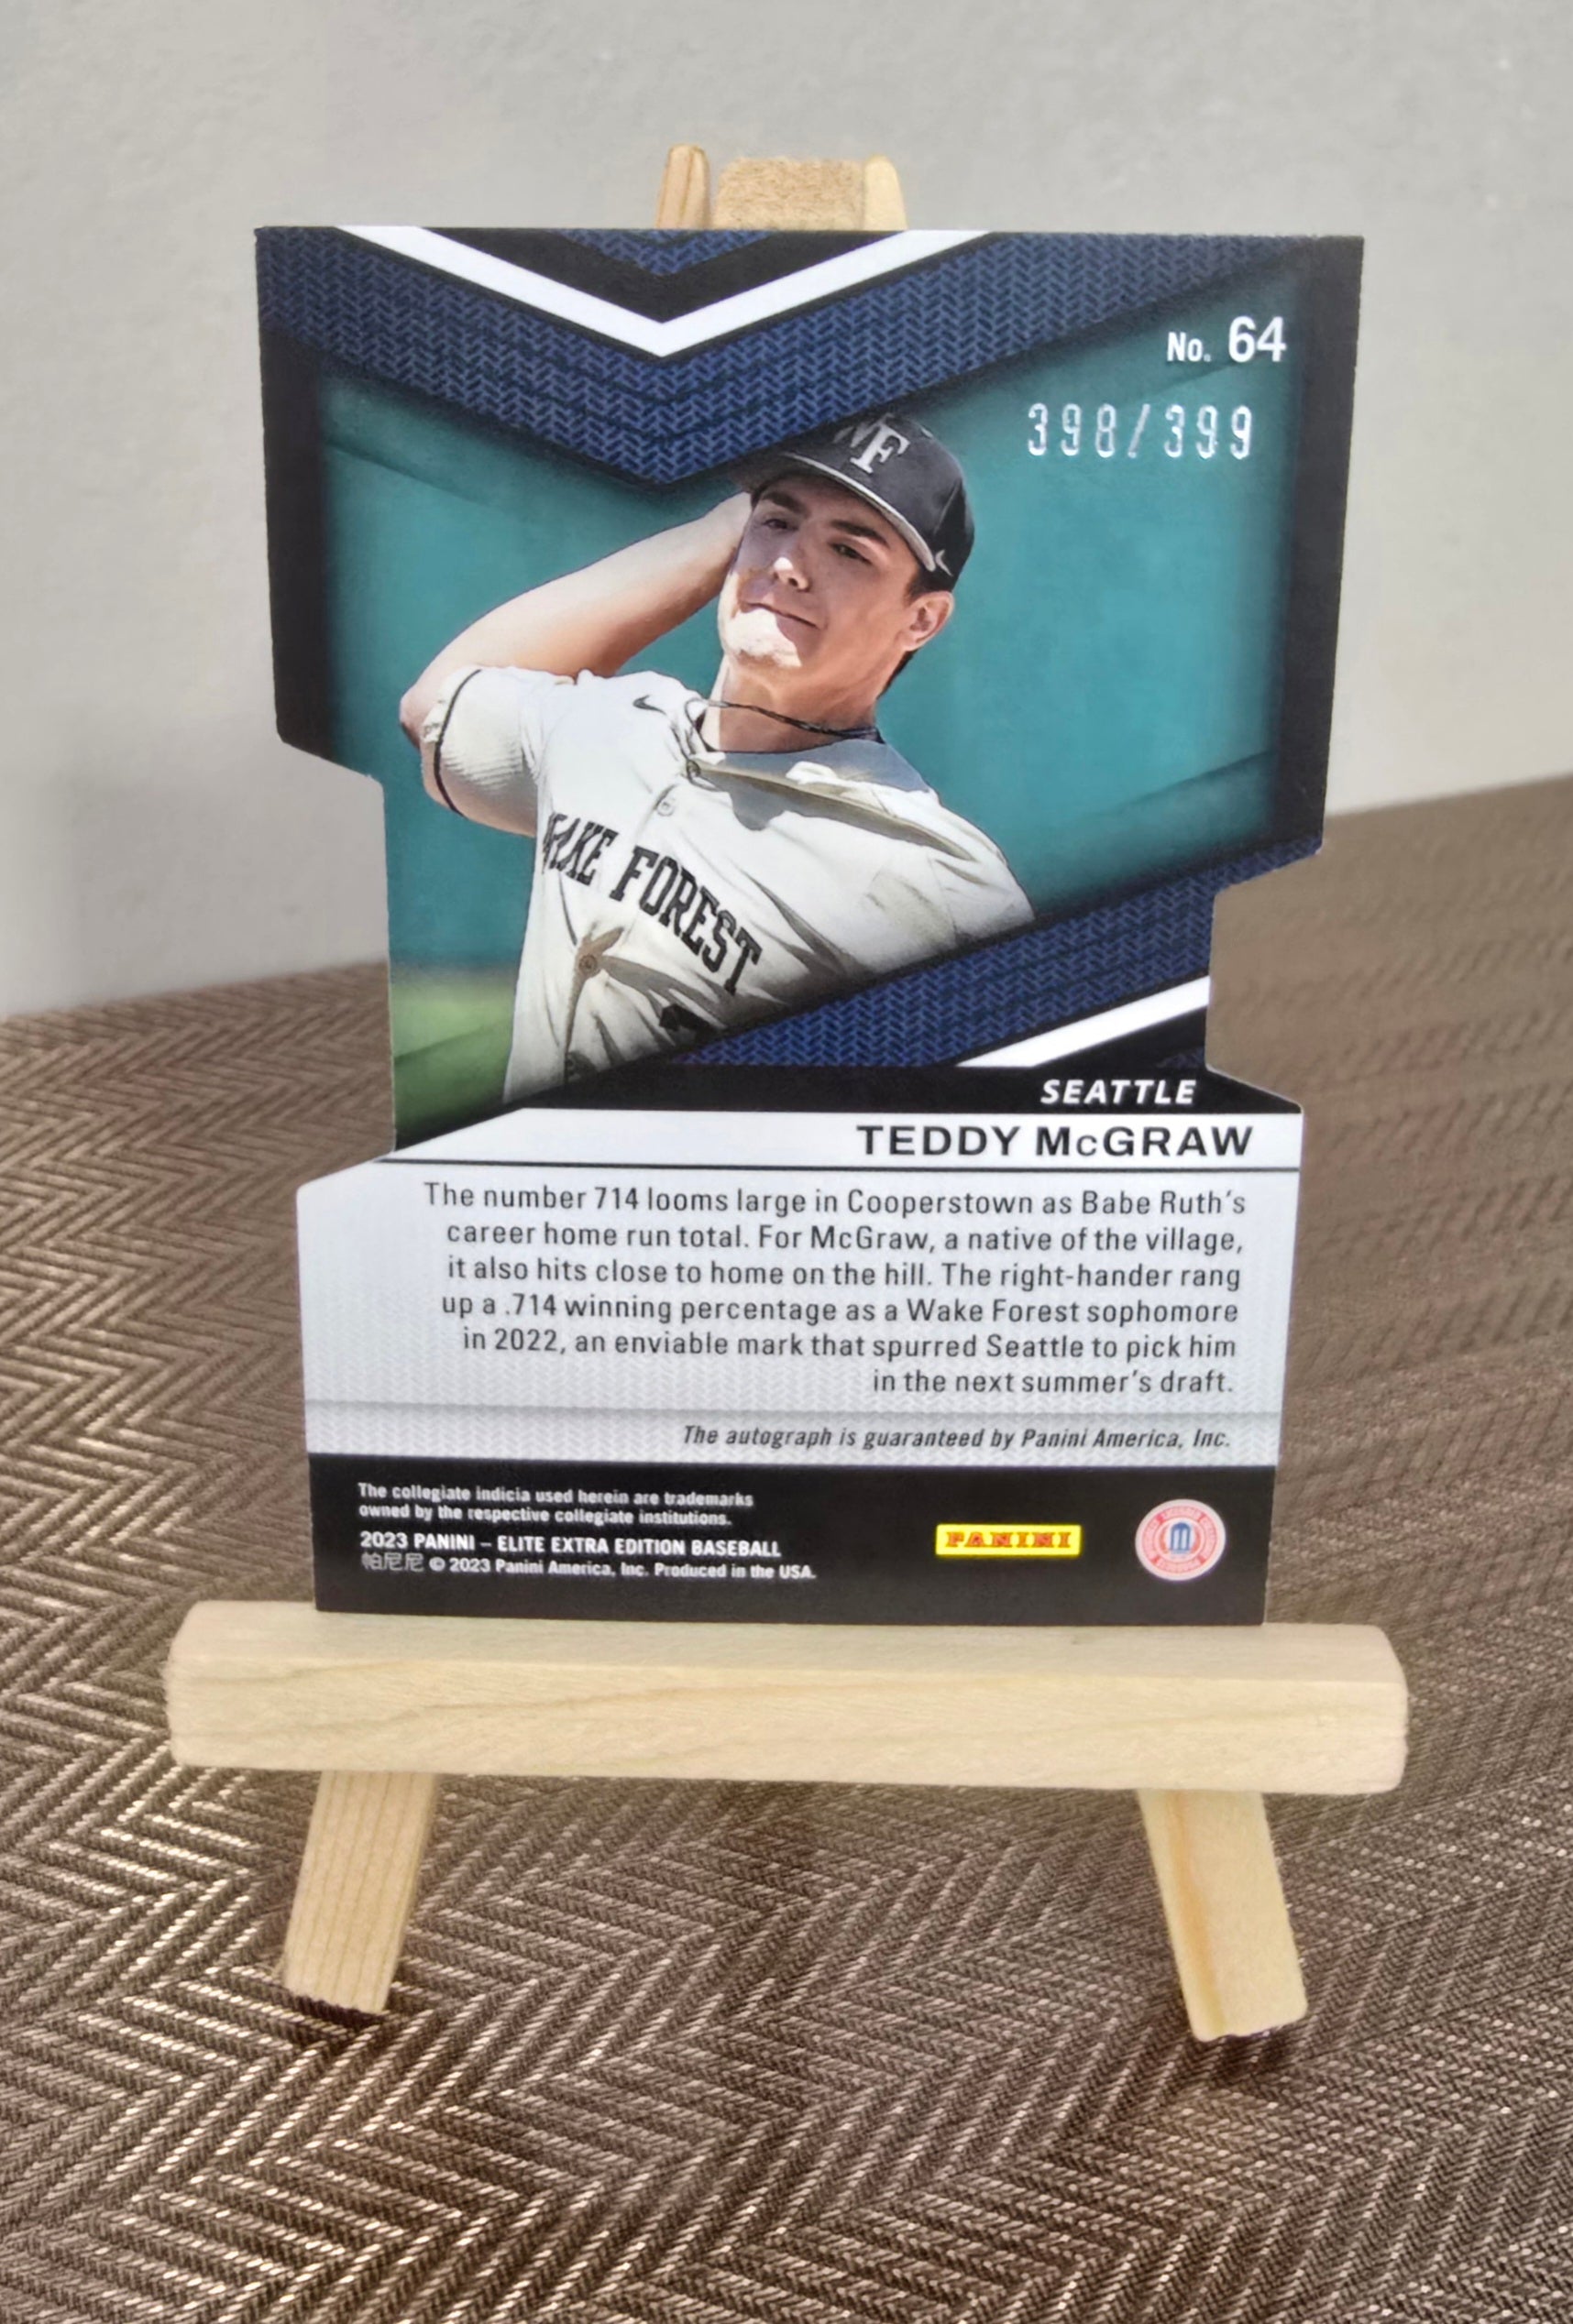 No. 64
398/399
WF
WAKE FOREST
SEATTLE
TEDDY McGRAW
The number 714 looms large in Cooperstown as Babe Ruth's
career home run total. For McGraw, a native of the village,
it also hits close to home on the hill. The right-hander rang
up a .714 winning percentage as a Wake Forest sophomore
in 2022, an enviable mark that spurred Seattle to pick him
in the next summer's draft.
The autograph is guaranteed by Panini America, Inc.
The collegiate indicia used herein are trademarks
owned by the respective collegiate institutions.
2023 PANINI – ELITE EXTRA EDITION BASEBALL
帕尼尼 © 2023 Panini America, Inc. Produced in the USA.
PANINI